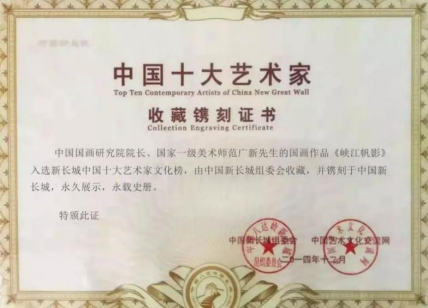 中国十大艺术家
Top Ten Contemporary Artists of China New Great Wall
收藏镌刻证书
Collection Engraving Certificate
中国国画研究院院长、国家一级美术师范广新先生的国画作品《峡江帆影》
入选新长城中国十大艺术家文化榜，由中国新长城组委会收藏，并镌刻于中国新
长城，永久展示，永载史册。
特颁此证
中国新长城组委会 中国艺术文化交流网
二〇一四年十二月